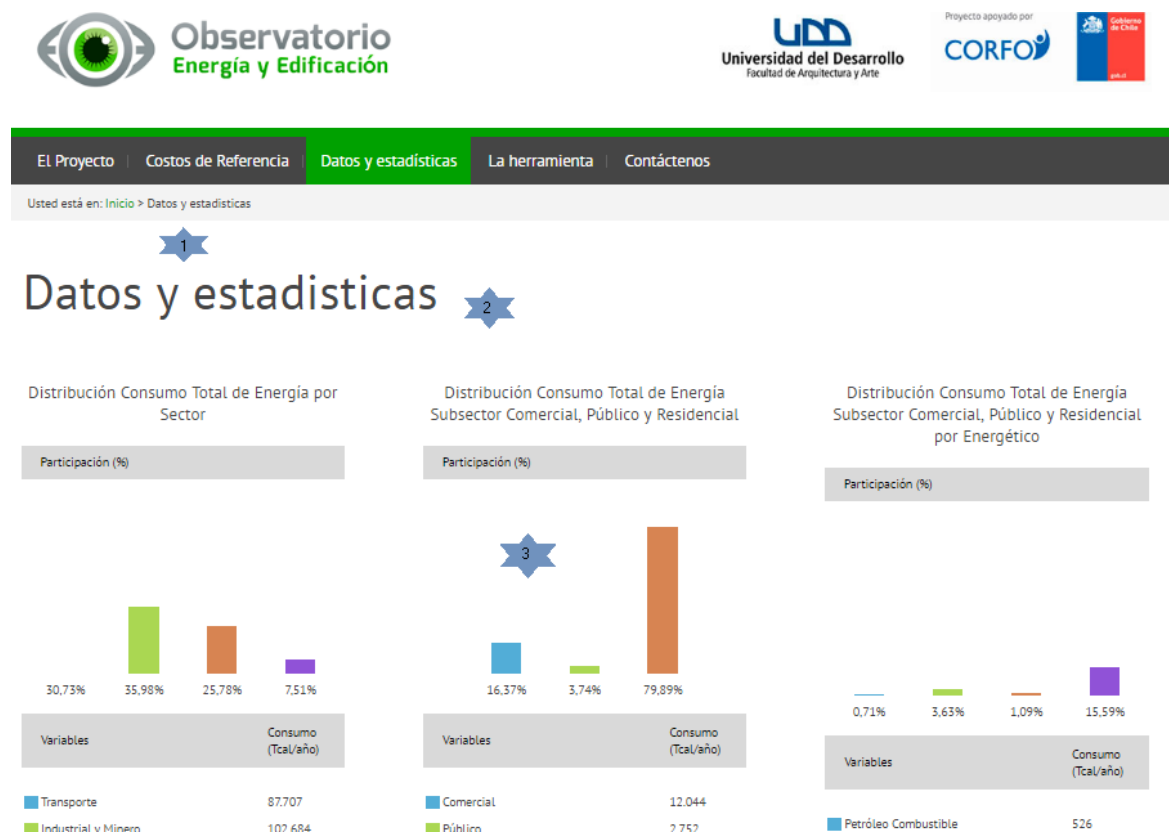 Observatorio
Energía y Edificación
UDD
Universidad del Desarrollo
Facultad de Arquitectura y Arte
Proyecto apoyado por
CORFO
Gobierno
de Chile
gob.cl
El Proyecto
Costos de Referencia
Datos y estadísticas
La herramienta
Contáctenos
Usted está en: Inicio > Datos y estadisticas
1
Datos y estadisticas
2
Distribución Consumo Total de Energía por
Sector
Participación (%)
30,73% 35,98% 25,78% 7,51%
Variables
Consumo
(Tcal/año)
Transporte 87.707
Industrial y Minero 102.684
Distribución Consumo Total de Energía
Subsector Comercial, Público y Residencial
Participación (%)
3
16,37% 3,74% 79,89%
Variables
Consumo
(Tcal/año)
Comercial 12.044
Público 2.752
Distribución Consumo Total de Energía
Subsector Comercial, Público y Residencial
por Energético
Participación (%)
0,71% 3,63% 1,09% 15,59%
Variables
Consumo
(Tcal/año)
Petróleo Combustible 526